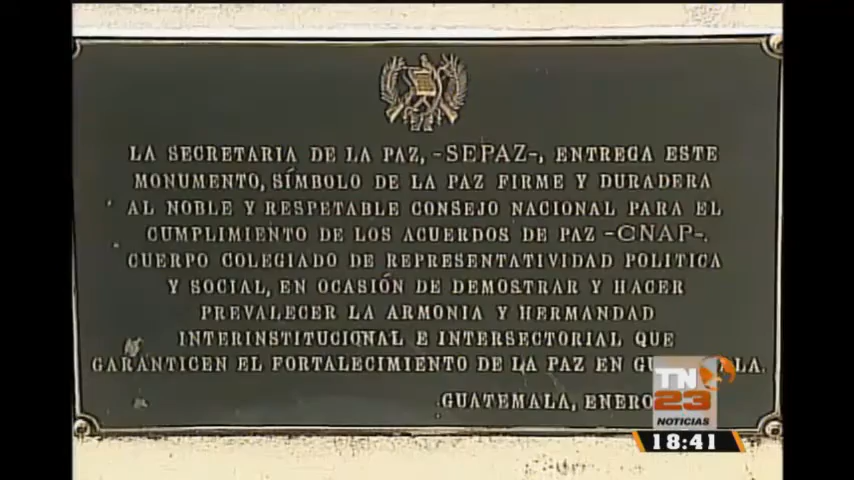 LA SECRETARIA DE LA PAZ, -SEPAZ-, ENTREGA ESTE
MONUMENTO, SÍMBOLO DE LA PAZ FIRME Y DURADERA
AL NOBLE Y RESPETABLE CONSEJO NACIONAL PARA EL
CUMPLIMIENTO DE LOS ACUERDOS DE PAZ -CNAP-.
CUERPO COLEGIADO DE REPRESENTATIVIDAD POLITICA
Y SOCIAL, EN OCASIÓN DE DEMOSTRAR Y HACER
PREVALECER LA ARMONIA Y HERMANDAD
INTERINSTITUCIONAL E INTERSECTORIAL QUE
GARANTICEN EL FORTALECIMIENTO DE LA PAZ EN
GUATEMALA, ENERO
TN
23
NOTICIAS
18:41